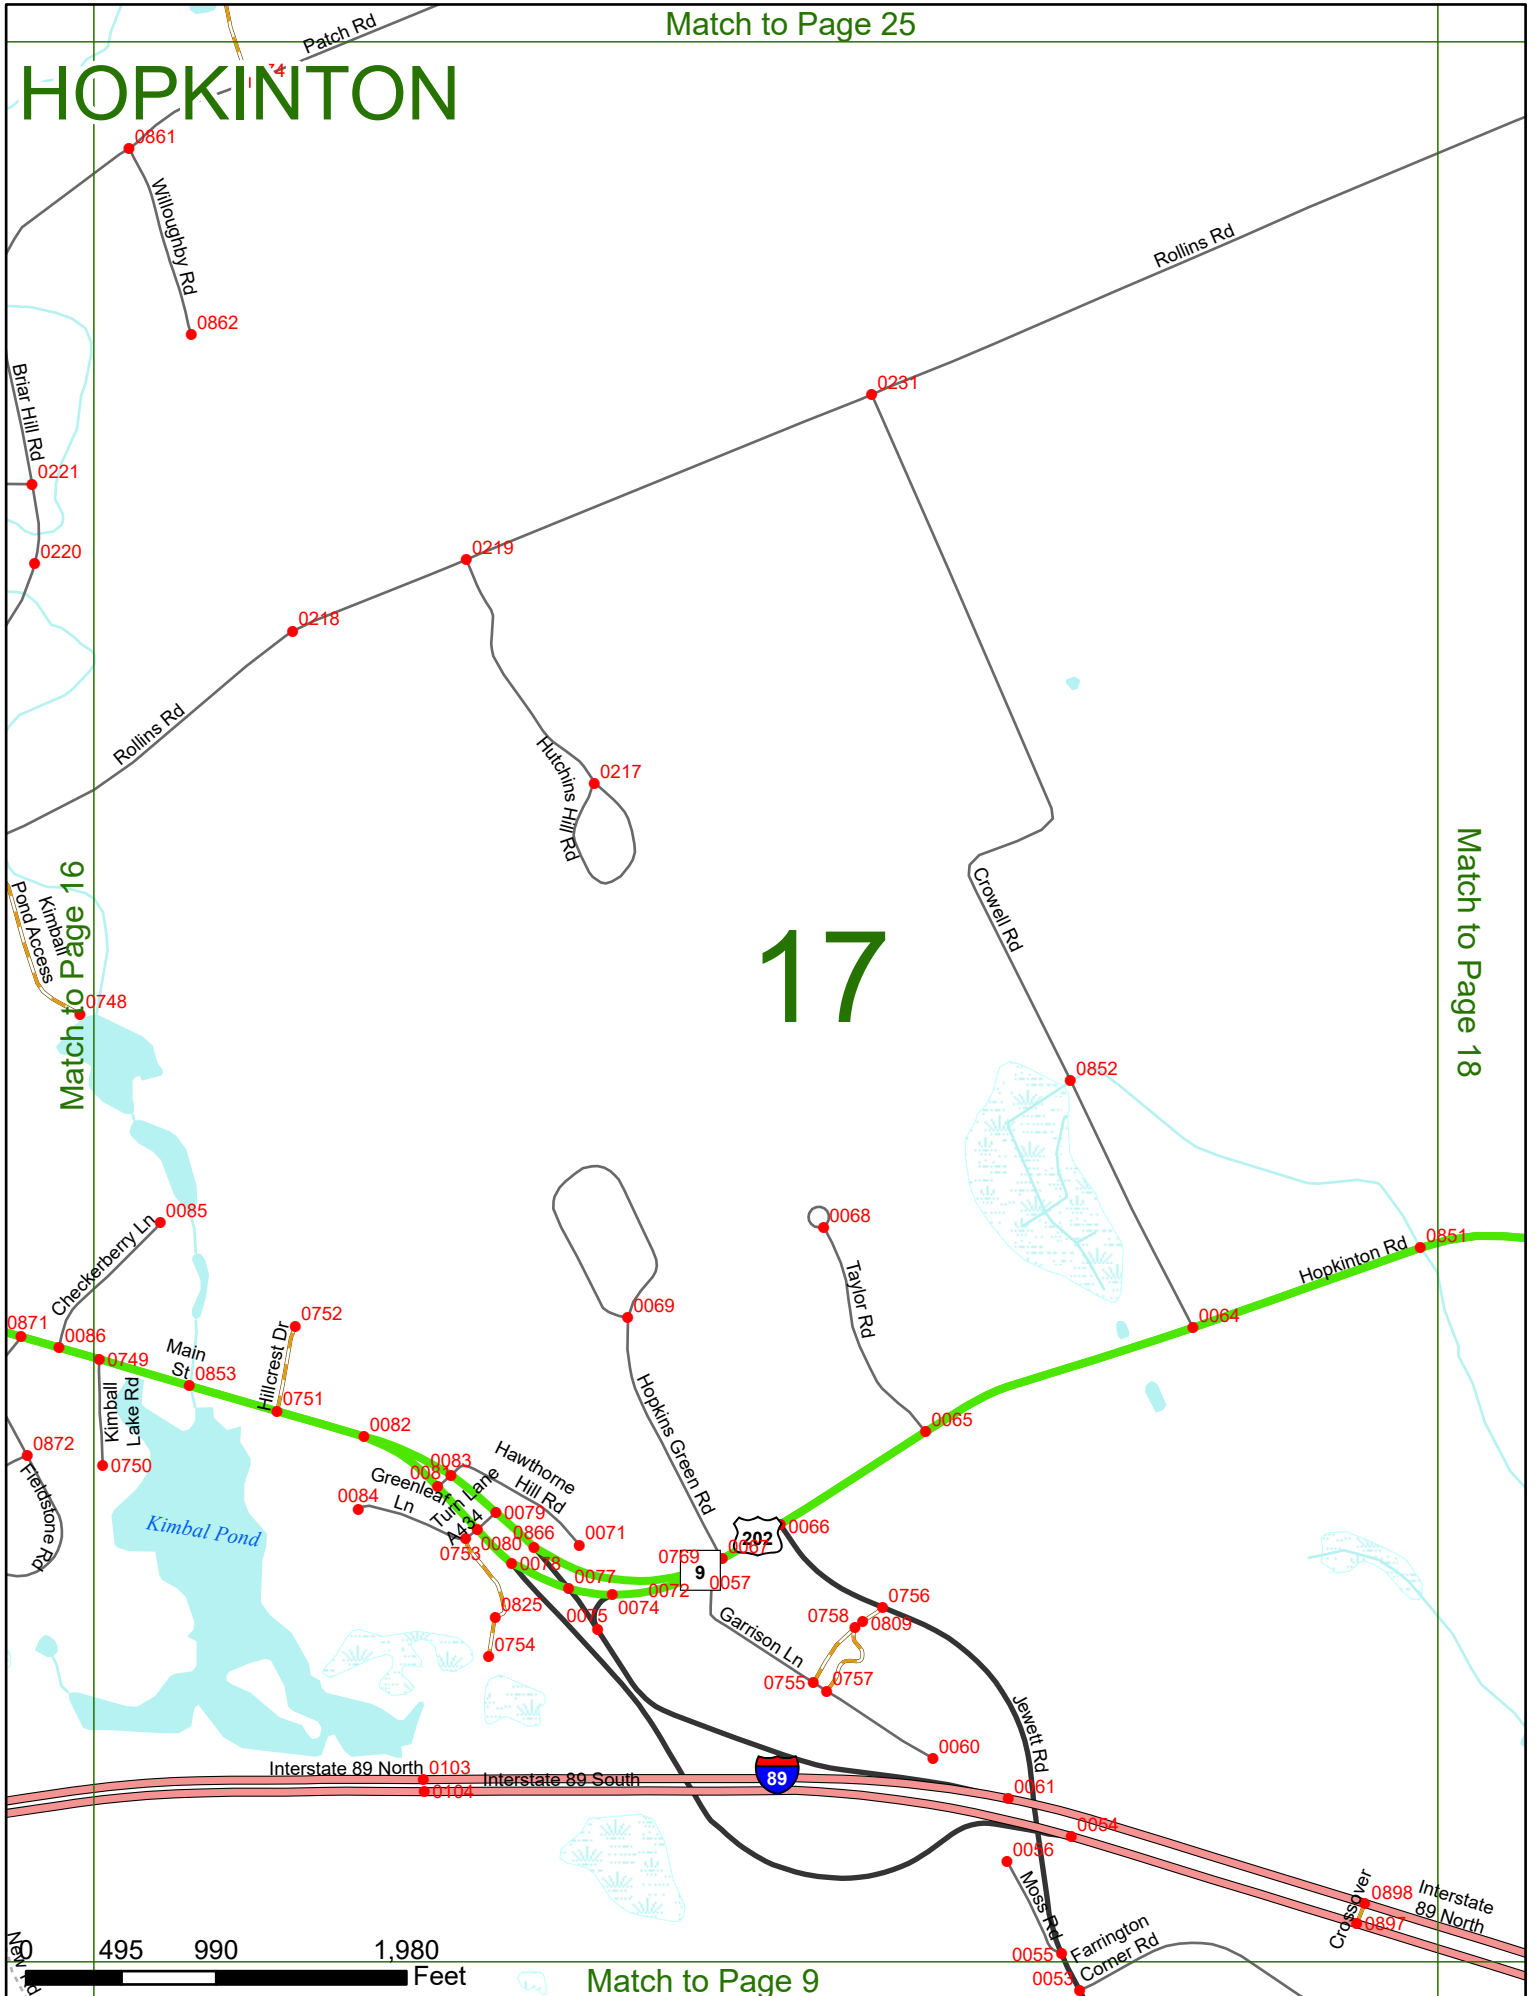 Match to Page 25
Patch Rd
HOPKINTON
0861
Willoughby Rd
Rollins Rd
0862
Briar Hill Rd
0231
0221
0220
0219
0218
Rollins Rd
Hutchins Hill Rd
0217
Match to Page 16
Match to Page 18
Kimball
Pond Access
Crowell Rd
17
0748
0852
0085
0068
Checkerberry Ln
Taylor Rd
Hopkinton Rd
0851
0871
0086
0752
0069
0064
Main
St
0749
0853
Hillcrest Dr
0751
Kimball
Lake Rd
Hopkins Green Rd
0082
0065
0872
0750
Fieldstone Rd
0083
0081
Hawthorne
Hill Rd
Greenleaf
Ln
Turn Lane
A434
0084
0079
Kimbal Pond
0866
0080
0071
0753
0078
202
0066
0067
0769
9
0057
0077
0072
0074
0075
0825
0754
Garrison Ln
0756
0758
0809
0755
0757
0060
Jewett Rd
Interstate 89 North
0103
Interstate 89 South
0104
89
0061
0054
0056
Moss Rd
Crossover
0898
0897
Interstate
89 North
Farrington
Corner Rd
0055
0053
New Rd
0
495
990
1,980
Feet
Match to Page 9